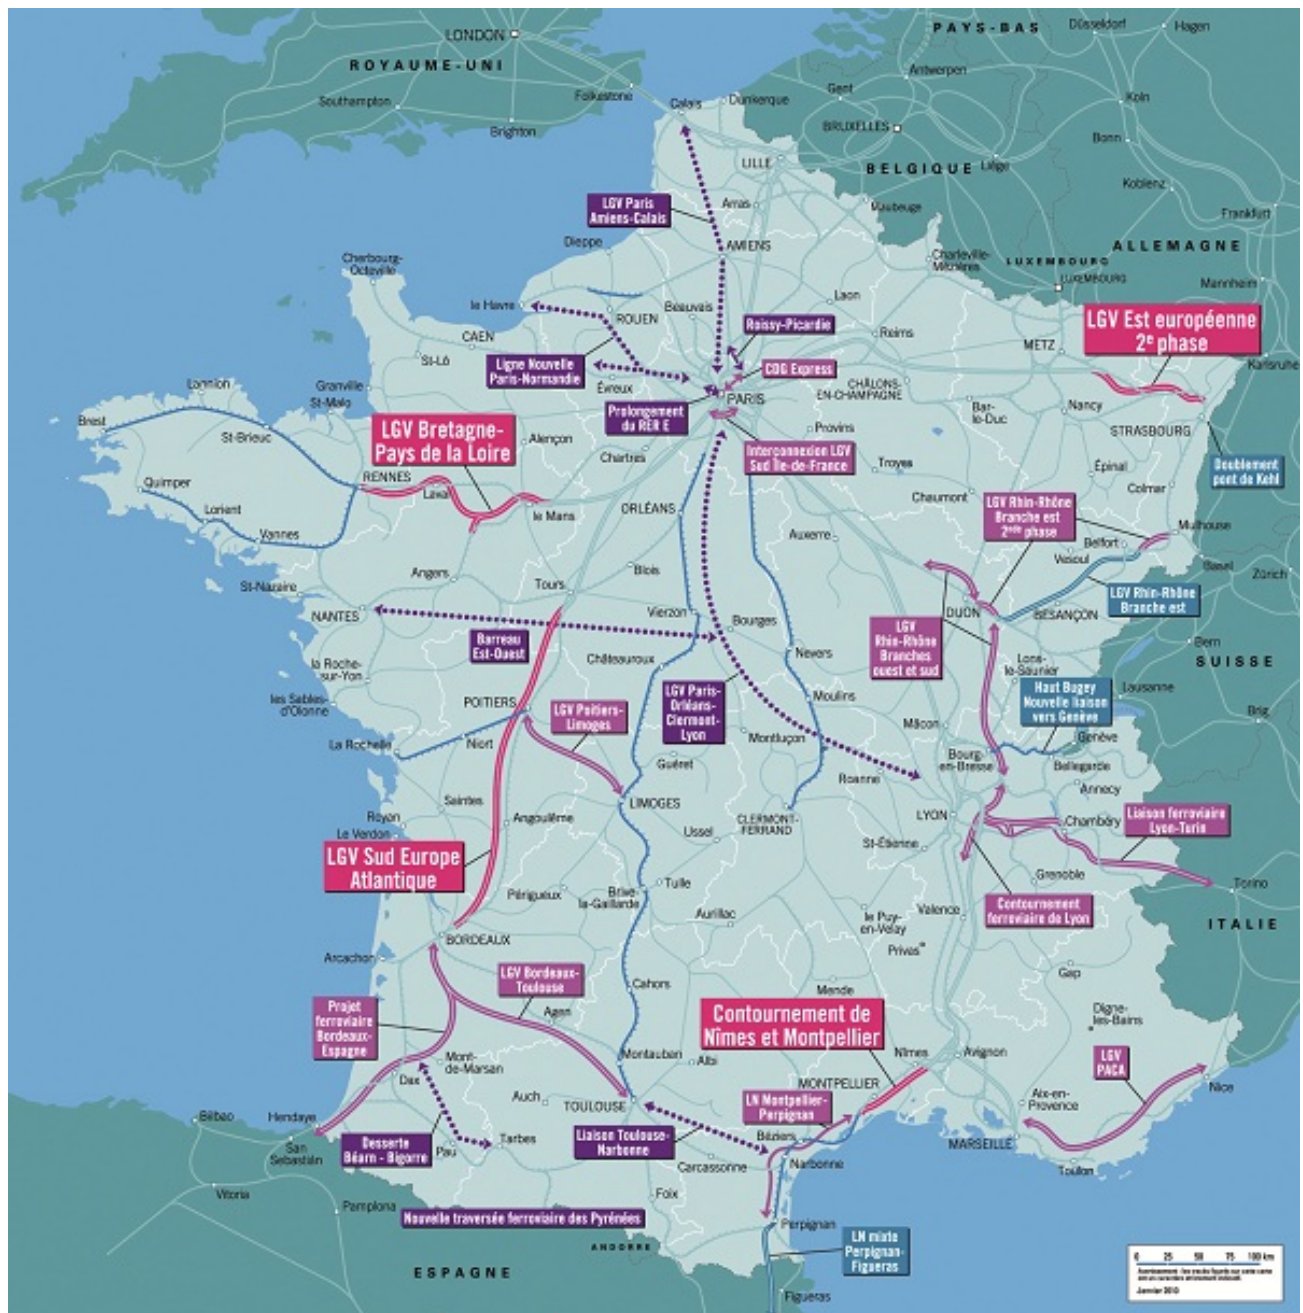 LONDON
ROYAUME-UNI
Southampton
Folkestone
Brighton
PAYS-BAS
Düsseldorf
Hagen
Antwerpen
Gent
Koln
BRUXELLES
Bonn
BELGIQUE
Liège
Koblenz
Frankfurt
ALLEMAGNE
LUXEMBOURG
LUXEMBOURG
Mannheim
Karsruhe
Calais
Dunkerque
LILLE
Arras
Maubeuge
LGV Paris
Amiens-Calais
AMIENS
Dieppe
Charleville-
Mézières
Cherbourg-
Octeville
le Havre
ROUEN
Beauvais
Laon
Reims
Roissy-Picardie
CDG Express
LGV Est européenne
2e phase
METZ
CAEN
St-Lô
Ligne Nouvelle
Paris-Normandie
Évreux
PARIS
CHÂLONS-
EN-CHAMPAGNE
Bar-
le-Duc
Nancy
STRASBOURG
Prolongement
du RER E
Provins
Interconnexion LGV
Sud Île-de-France
Lannion
Granville
St-Malo
Brest
St-Brieuc
LGV Bretagne-
Pays de la Loire
Alençon
Chartres
Troyes
Épinal
Doublement
pont de Kehl
Quimper
RENNES
Laval
le Mans
ORLÉANS
Chaumont
Colmar
LGV Rhin-Rhône
Branche est
2nde phase
Mulhouse
Lorient
Vannes
Auxerre
Belfort
Vesoul
Basel
Zürich
Angers
St-Nazaire
Tours
Blois
LGV Rhin-Rhône
Branche est
NANTES
Vierzon
Bourges
DIJON
BESANÇON
Barreau
Est-Ouest
LGV
Rhin-Rhône
Branches
ouest et sud
Bern
SUISSE
Châteauroux
Nevers
Lons-
le-Saunier
la Roche-
sur-Yon
les Sables-
d'Olonne
POITIERS
LGV Poitiers-
Limoges
LGV Paris-
Orléans-
Clermont-
Lyon
Moulins
Haut Bugey
Nouvelle liaison
vers Genève
Lausanne
Brig
Mâcon
Genève
La Rochelle
Niort
Montluçon
Guéret
Roanne
Bourg-
en-Bresse
Bellegarde
Annecy
Saintes
Royan
Le Verdon
Angoulême
LIMOGES
CLERMONT-
FERRAND
LYON
Chambéry
Liaison ferroviaire
Lyon-Turin
Ussel
St-Étienne
LGV Sud Europe
Atlantique
Grenoble
Torino
ITALIE
Périgueux
Brive-
la-Gaillarde
Tulle
Aurillac
le Puy-
en-Velay
Valence
Contournement
ferroviaire de Lyon
Privas
BORDEAUX
Arcachon
LGV Bordeaux-
Toulouse
Cahors
Mende
Gap
Projet
ferroviaire
Bordeaux-
Espagne
Agen
Contournement de
Nîmes et Montpellier
Digne-
les-Bains
Mont-
de-Marsan
Montauban
Albi
Nîmes
Avignon
LGV
PACA
Dax
Auch
TOULOUSE
MONTPELLIER
Aix-en-
Provence
Nice
LN Montpellier-
Perpignan
Bilbao
Hendaye
San
Sebastián
Desserte
Béarn - Bigorre
Pau
Tarbes
Liaison Toulouse-
Narbonne
Béziers
MARSEILLE
Toulon
Carcassonne
Narbonne
Vitoria
Pamplona
Foix
Nouvelle traversée ferroviaire des Pyrénées
Perpignan
ANDORRE
LN mixte
Perpignan-
Figueras
ESPAGNE
Figueras
0 25 50 75 100 km
Janvier 2010